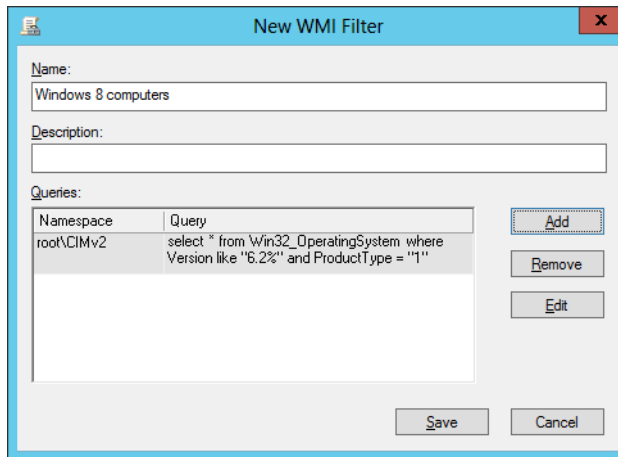 New WMI Filter
x
Name:
Windows 8 computers
Description:
Queries:
Namespace Query
root\CIMv2 select * from Win32_OperatingSystem where
Version like "6.2%" and ProductType = "1"
Add
Remove
Edit
Save Cancel